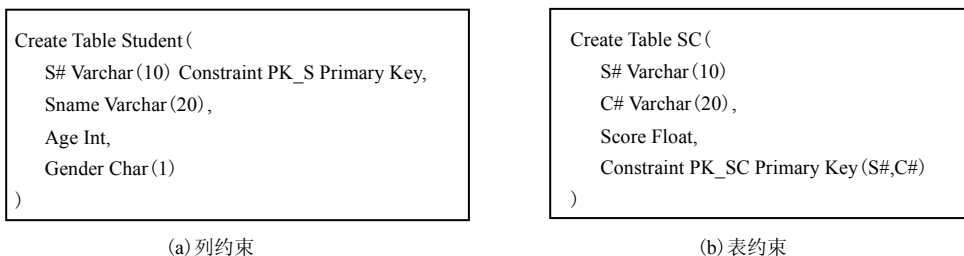 Create Table Student(
S# Varchar(10) Constraint PK_S Primary Key,
Sname Varchar(20),
Age Int,
Gender Char(1)
)
(a)列约束
Create Table SC(
S# Varchar(10)
C# Varchar(20),
Score Float,
Constraint PK_SC Primary Key(S#,C#)
)
(b)表约束